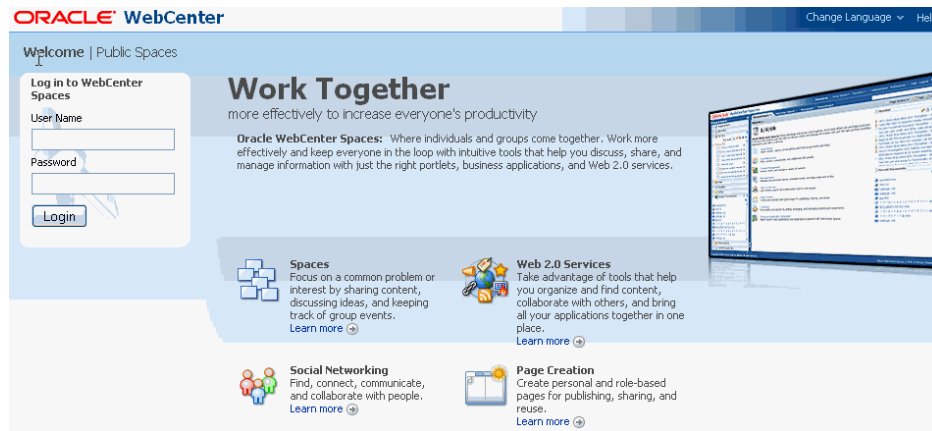 ORACLE WebCenter
Change Language
Welcome | Public Spaces
Log in to WebCenter
Spaces
User Name
Password
Login
Work Together
more effectively to increase everyone's productivity
Oracle WebCenter Spaces: Where individuals and groups come together. Work more
effectively and keep everyone in the loop with intuitive tools that help you discuss, share, and
manage information with just the right portlets, business applications, and Web 2.0 services.
Spaces
Focus on a common problem or
interest by sharing content,
discussing ideas, and keeping
track of group events.
Learn more
Web 2.0 Services
Take advantage of tools that help
you organize and find content,
collaborate with others, and bring
all your applications together in one
place.
Learn more
Social Networking
Find, connect, communicate,
and collaborate with people.
Learn more
Page Creation
Create personal and role-based
pages for publishing, sharing, and
reuse.
Learn more